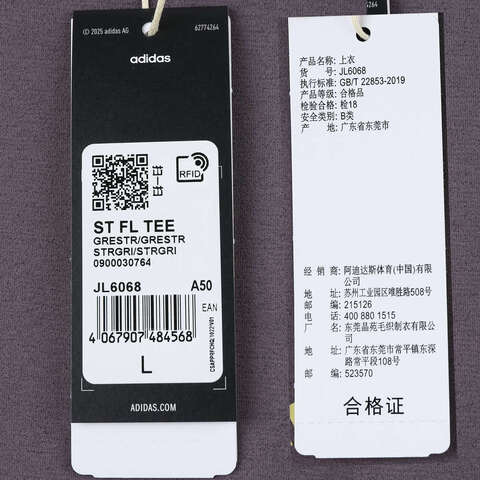 © 2025 adidas AG
62774264
adidas
RFID
ST FL TEE
GRESTR/GRESTR
STRGRI/STRGRI
0900030764
JL6068
A50
EAN
4 067907 484568
L
ADIDAS.COM
4264
产品名称: 上衣
货 号: JL6068
执行标准: GB/T 22853-2019
产品等级: 合格品
检验合格: 检18
安全类别: B类
产 地: 广东省东莞市
经 销 商: 阿迪达斯体育(中国)有限
公司
地 址: 苏州工业园区唯胜路508号
邮 编: 215126
电 话: 400 880 1515
厂 名: 东莞晶苑毛织制衣有限公
司
地 址: 广东省东莞市常平镇东深
路常平段108号
邮 编: 523570
合格证